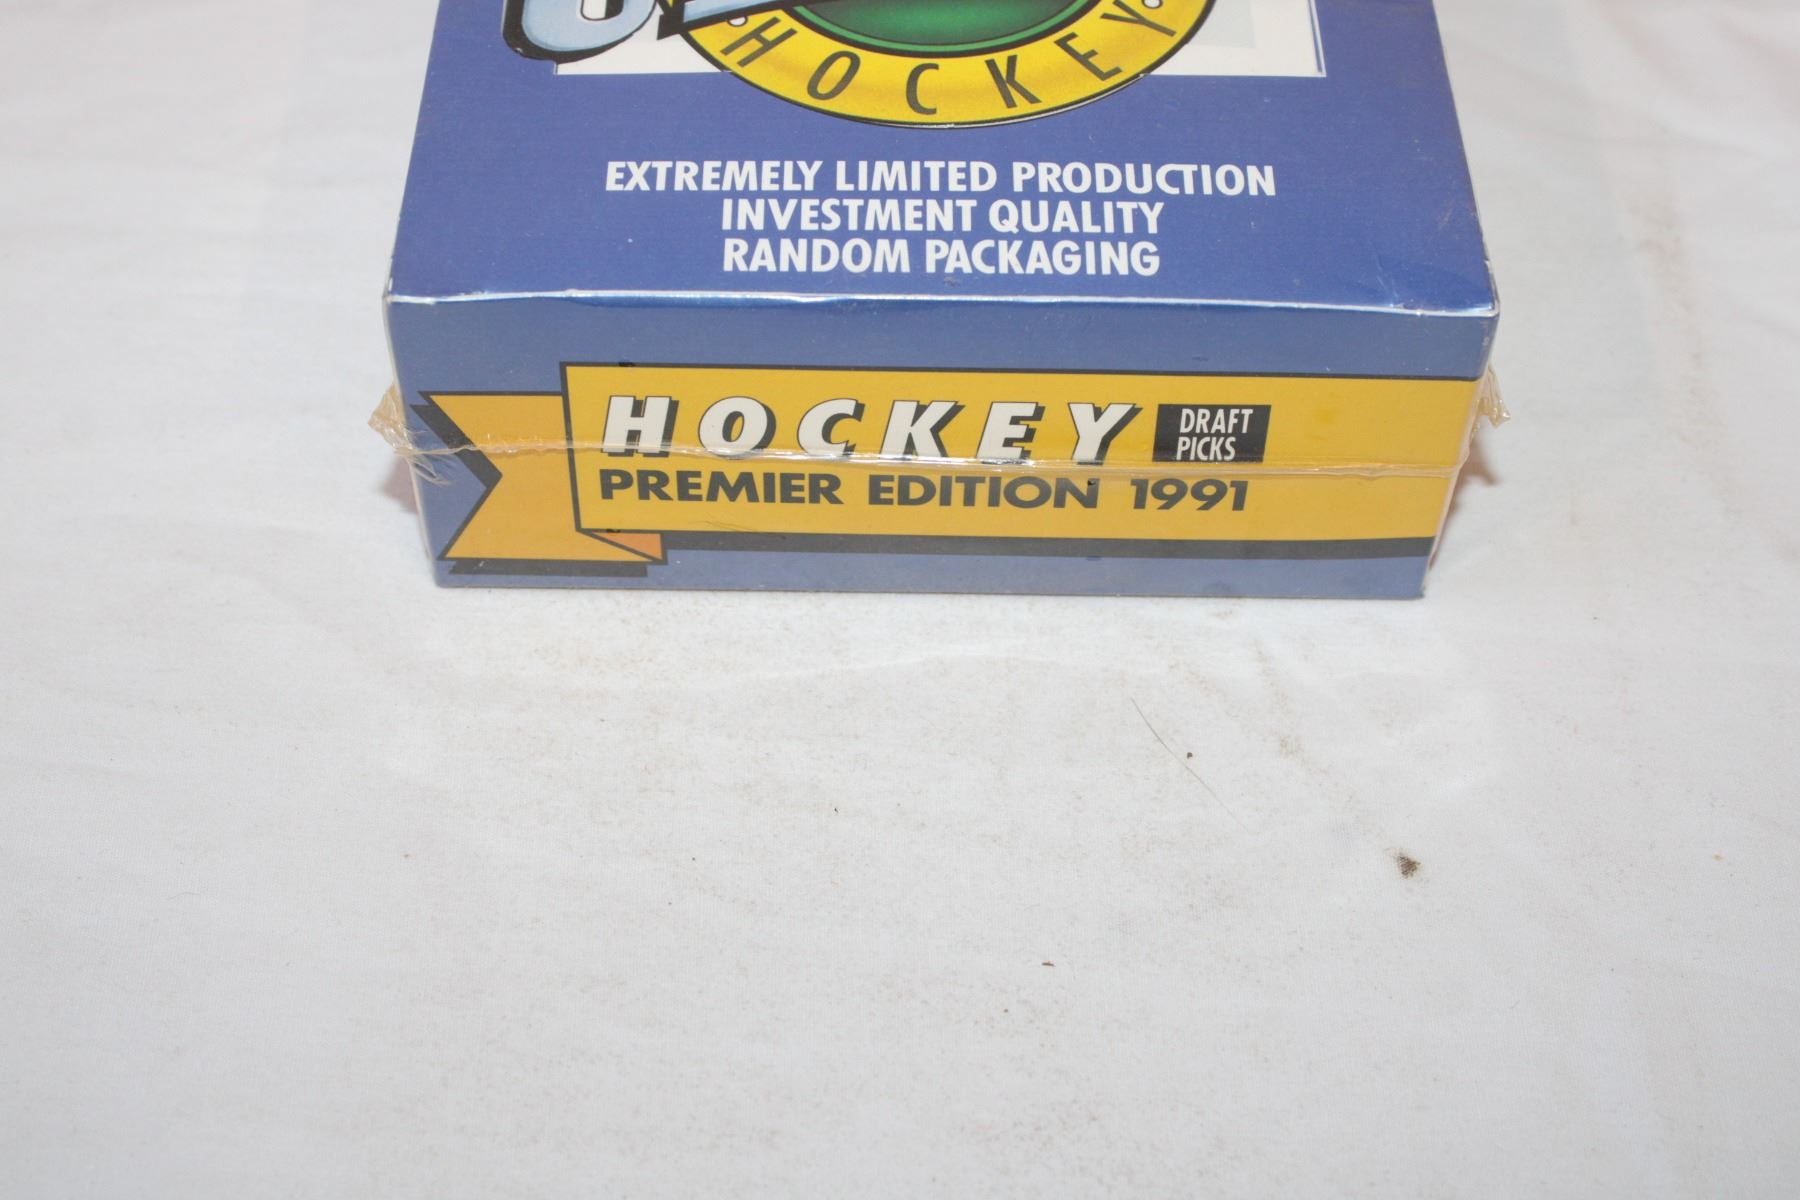 HOCKEY
EXTREMELY LIMITED PRODUCTION
INVESTMENT QUALITY
RANDOM PACKAGING
HOCKEY DRAFT PICKS
PREMIER EDITION 1991